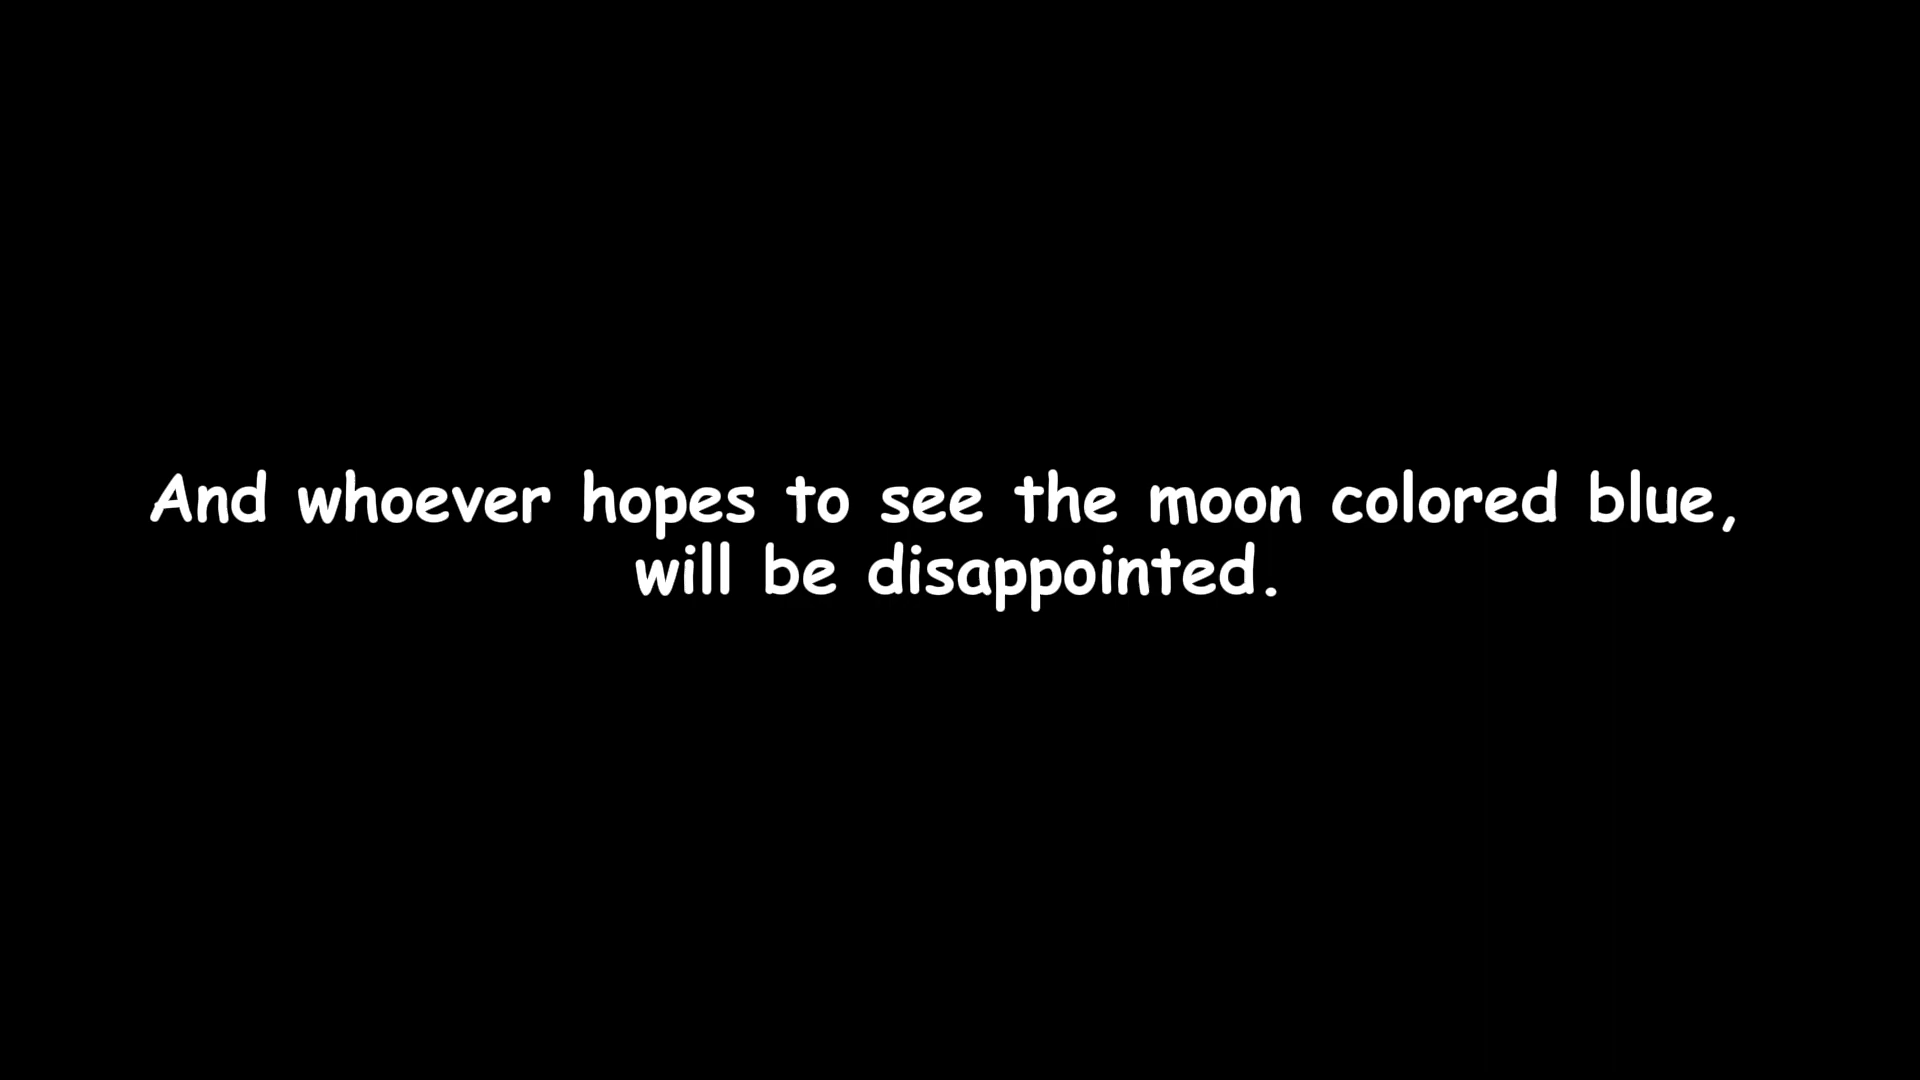 And whoever hopes to see the moon colored blue,
will be disappointed.